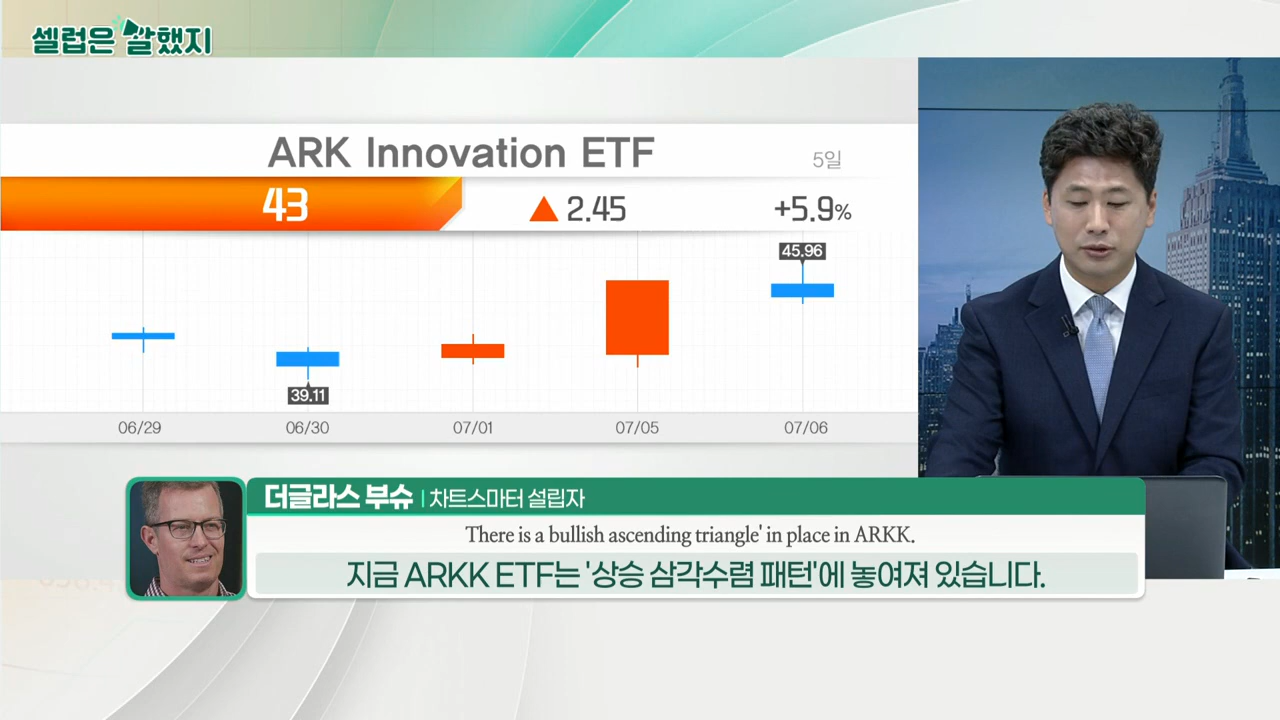 셀럽은 말했지
ARK Innovation ETF
5일
43
▲ 2.45
+5.9%
45.96
39.11
06/29
06/30
07/01
07/05
07/06
더글라스 부슈 | 차트스마터 설립자
There is a bullish ascending triangle' in place in ARKK.
지금 ARKK ETF는 '상승 삼각수렴 패턴'에 놓여져 있습니다.